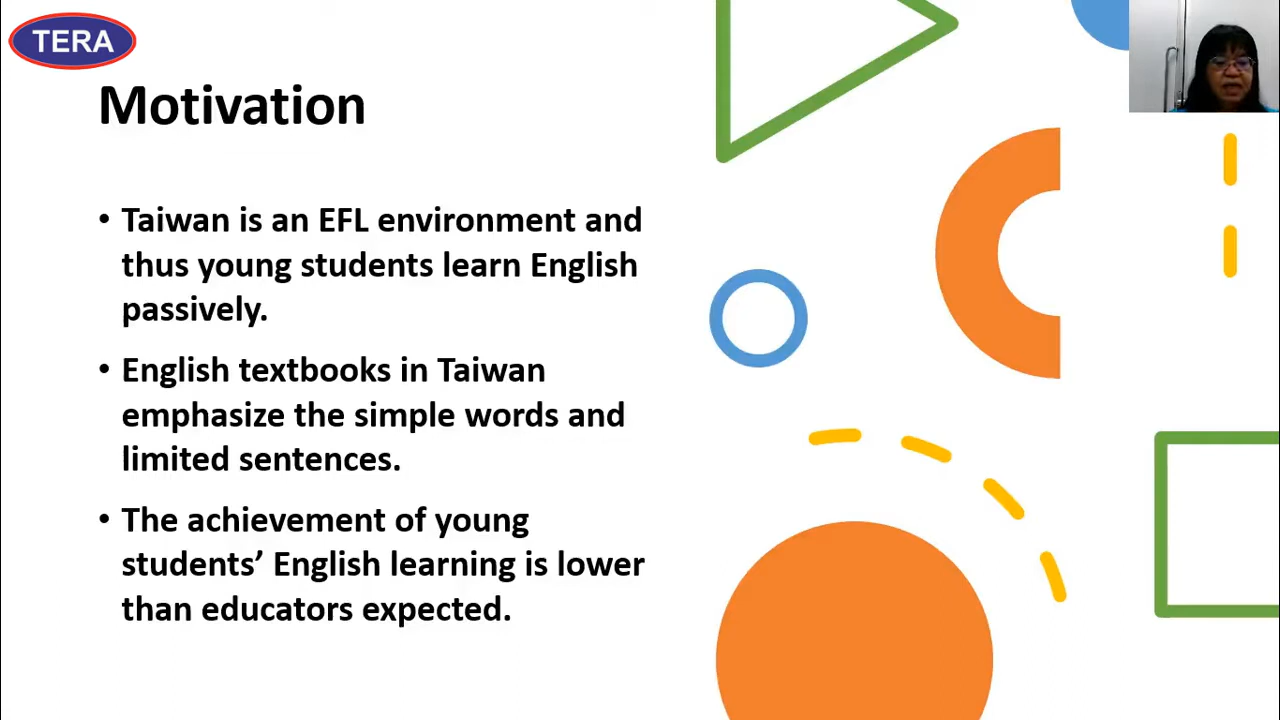 TERA
Motivation
• Taiwan is an EFL environment and
thus young students learn English
passively.
• English textbooks in Taiwan
emphasize the simple words and
limited sentences.
• The achievement of young
students’ English learning is lower
than educators expected.